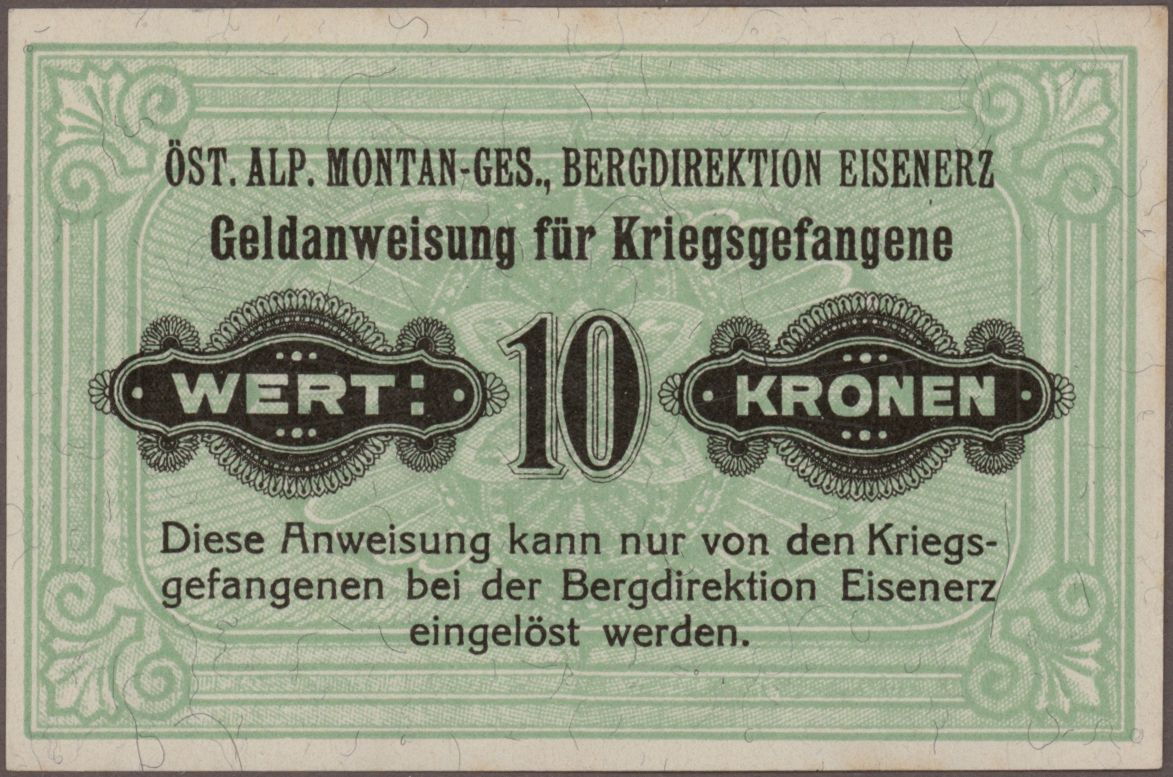 ÖST. ALP. MONTAN-GES., BERGDIREKTION EISENERZ
Geldanweisung für Kriegsgefangene
WERT: 10 KRONEN
Diese Anweisung kann nur von den Kriegs-
gefangenen bei der Bergdirektion Eisenerz
eingelöst werden.